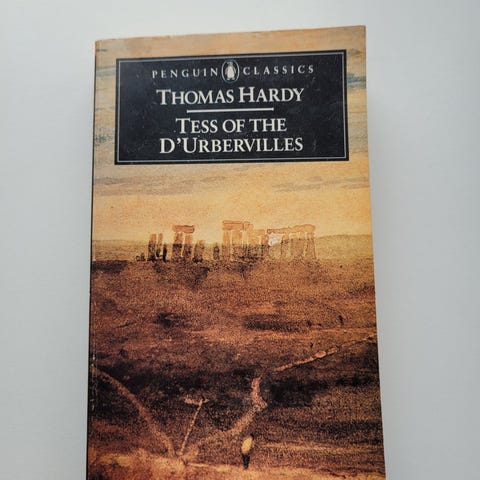 PENGUIN CLASSICS
THOMAS HARDY
TESS OF THE
D'URBERVILLES